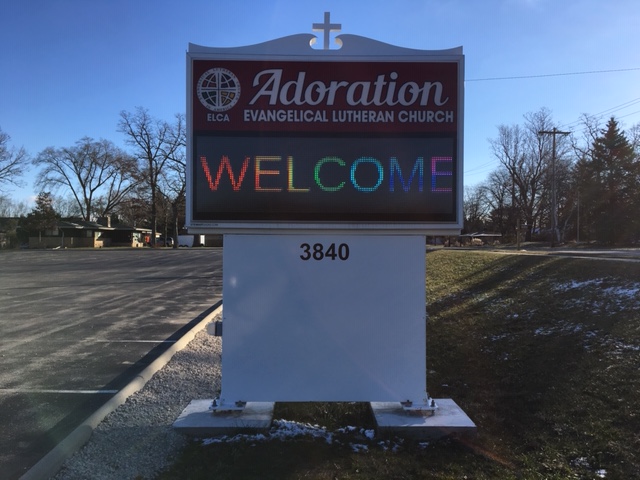 Adoration
ELCA
EVANGELICAL LUTHERAN CHURCH
WELCOME
3840